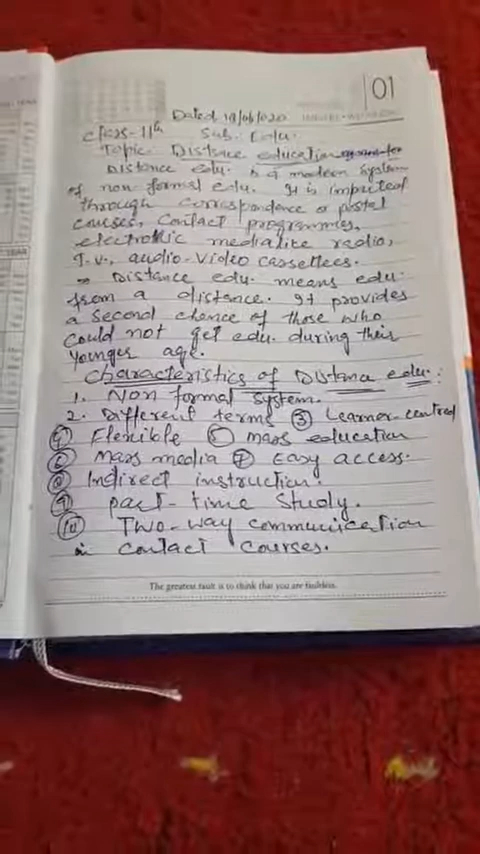 01
Dated 18/06/020
Class-11th Sub. Edu.
Topic. Distance education
Distance edu. is a modern system
of non formal edu. It is imputed
through correspondence or postal
courses, contact programmes,
electronic media like radio,
T.V., audio-video cassettees.
→ Distance edu. means edu.
from a distance. It provides
a second chance of those who
could not get edu. during their
younger age.
Characteristics of Distance edu.:
1. Non formal system.
2. Different terms ③ Learner-centred
④ Flexible ⑤ mass education
⑥ Mass media ⑦ Easy access.
⑧ Indirect instruction.
⑨ part-time Study.
⑩ Two-way communication
in contact courses.
The greatest fault is to think that you are faultless.